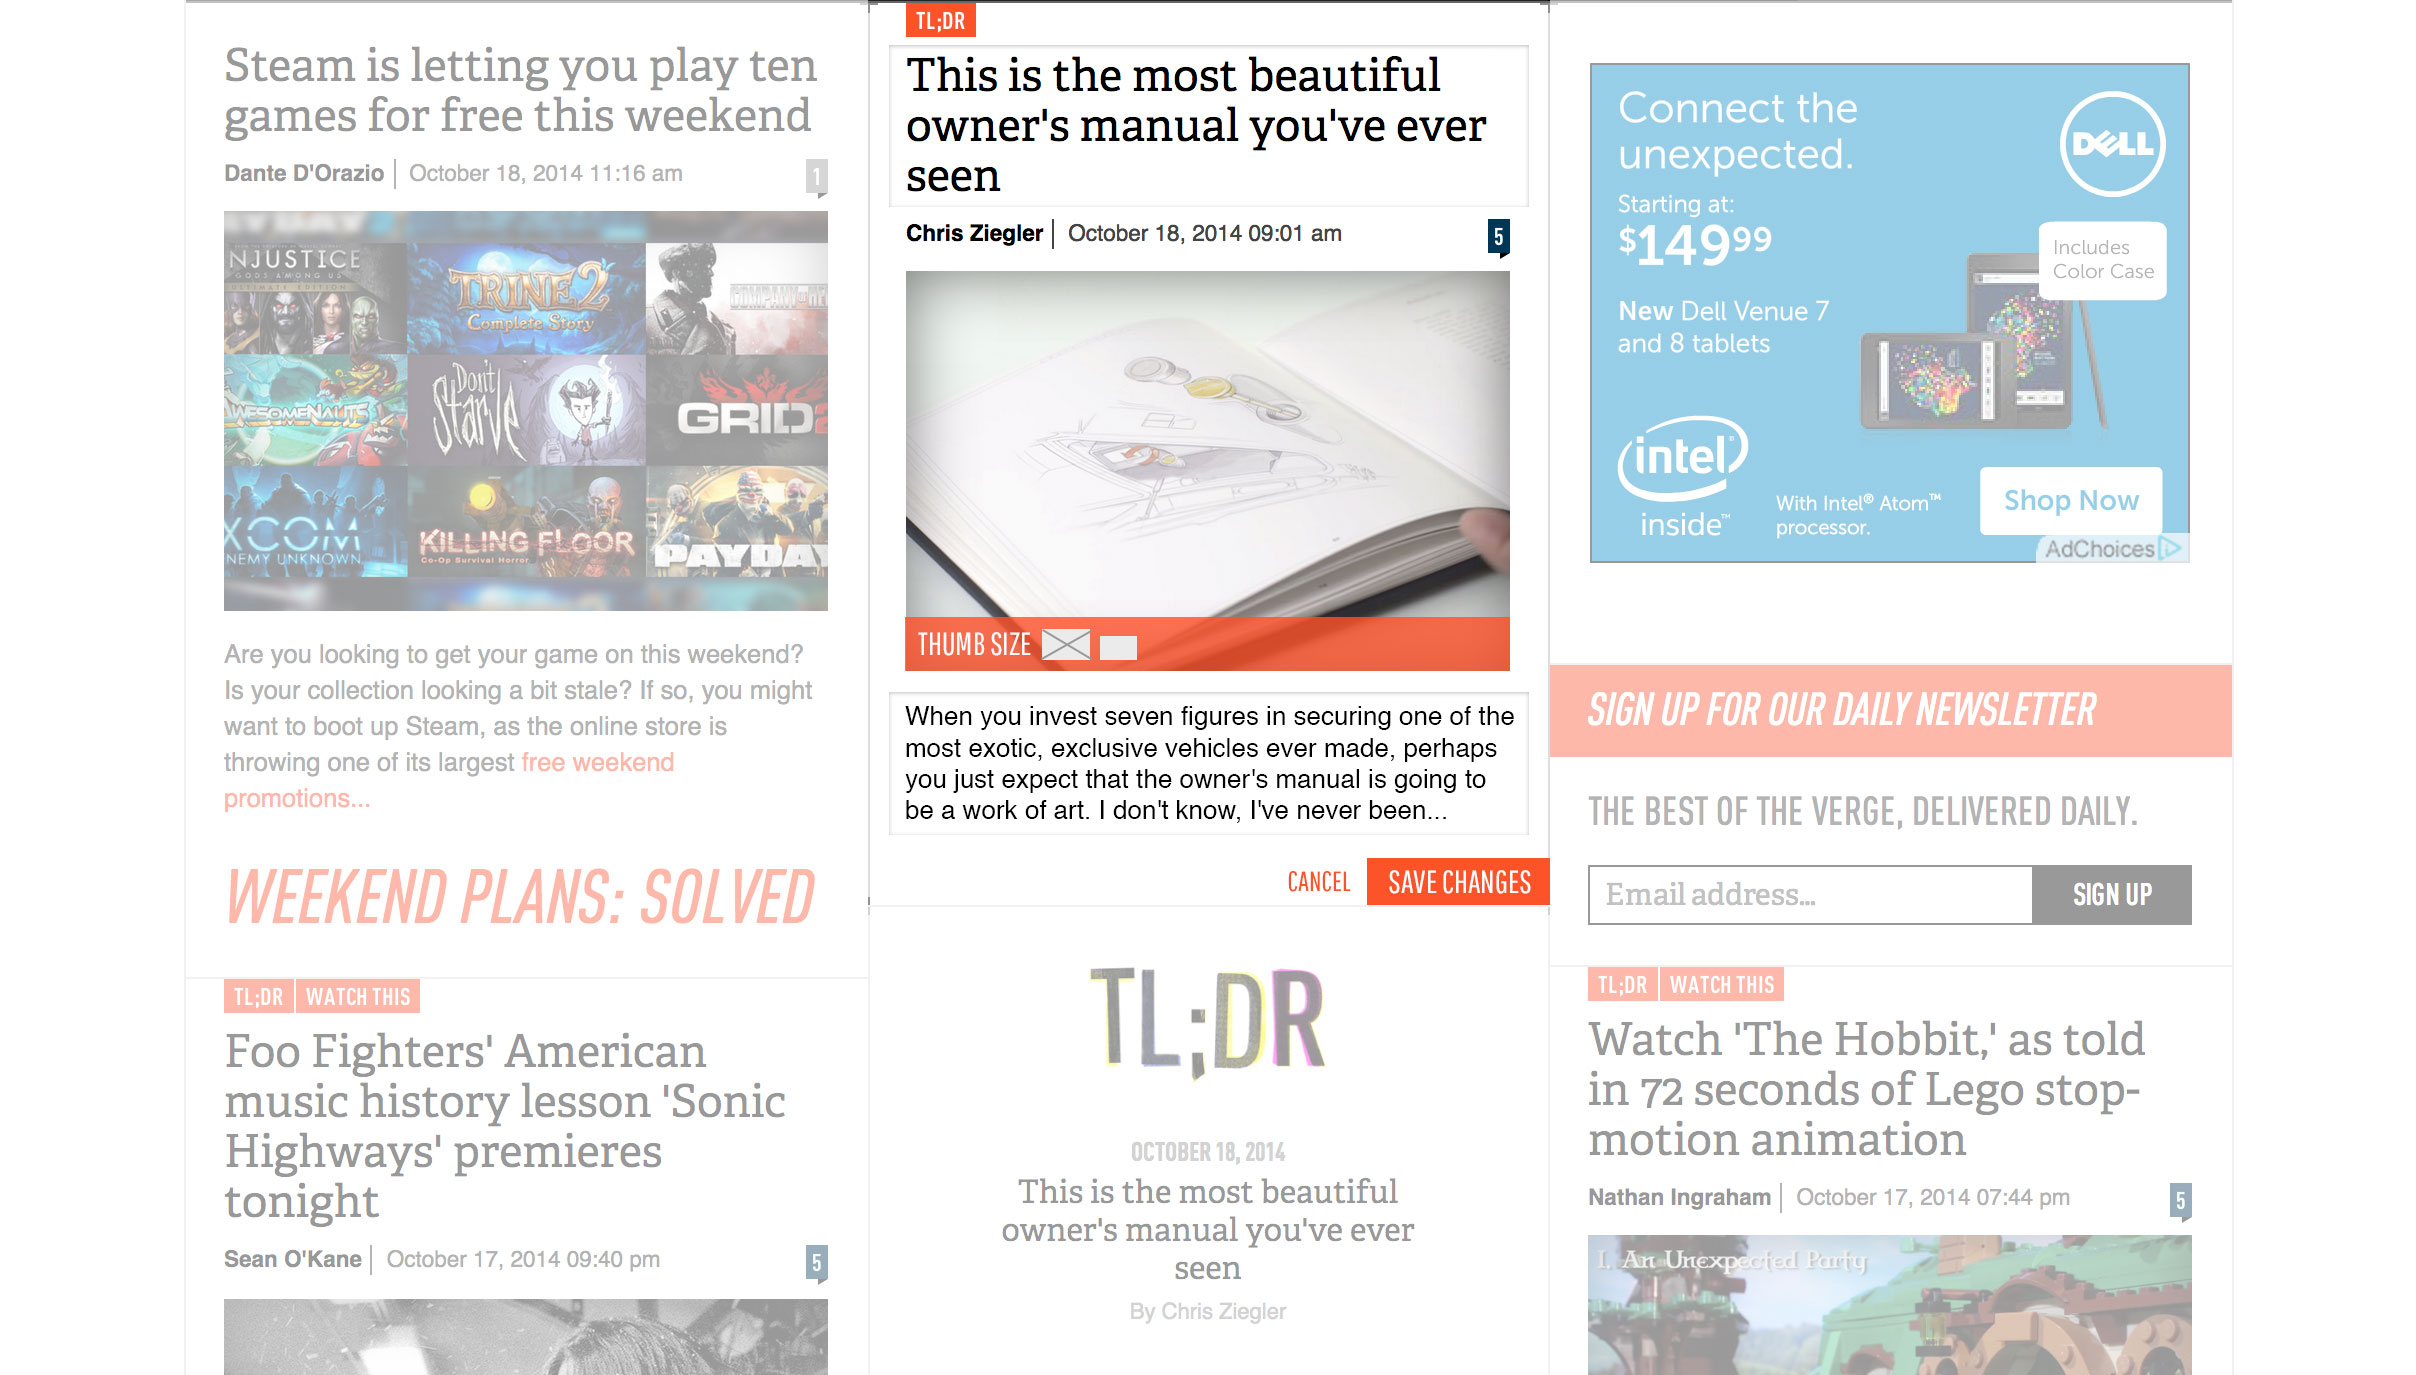 Steam is letting you play ten
games for free this weekend
Dante D'Orazio
October 18, 2014 11:16 am
1
NJUSTICE
GODS AMONG US
ULTIMATE EDITION
TRINE 2
Complete Story
AWESOMENAUTS
Don't
Starve
GRID 2
XCOM
NEMY UNKNOWN
KILLING FLOOR
Co-Op Survival Horror
PAYDAY
Are you looking to get your game on this weekend?
Is your collection looking a bit stale? If so, you might
want to boot up Steam, as the online store is
throwing one of its largest free weekend
promotions...
WEEKEND PLANS: SOLVED
TL;DR
WATCH THIS
Foo Fighters' American
music history lesson 'Sonic
Highways' premieres
tonight
Sean O'Kane
October 17, 2014 09:40 pm
5
TL;DR
This is the most beautiful
owner's manual you've ever
seen
Chris Ziegler
October 18, 2014 09:01 am
5
THUMB SIZE
When you invest seven figures in securing one of the
most exotic, exclusive vehicles ever made, perhaps
you just expect that the owner's manual is going to
be a work of art. I don't know, I've never been...
CANCEL
SAVE CHANGES
TL;DR
OCTOBER 18, 2014
This is the most beautiful
owner's manual you've ever
seen
By Chris Ziegler
Connect the
unexpected.
DELL
Starting at:
$149⁹⁹
Includes
Color Case
New Dell Venue 7
and 8 tablets
intel®
inside™
With Intel® Atom™
processor.
Shop Now
AdChoices
SIGN UP FOR OUR DAILY NEWSLETTER
THE BEST OF THE VERGE, DELIVERED DAILY.
Email address...
SIGN UP
TL;DR
WATCH THIS
Watch 'The Hobbit,' as told
in 72 seconds of Lego stop-
motion animation
Nathan Ingraham
October 17, 2014 07:44 pm
5
I. An Unexpected Party